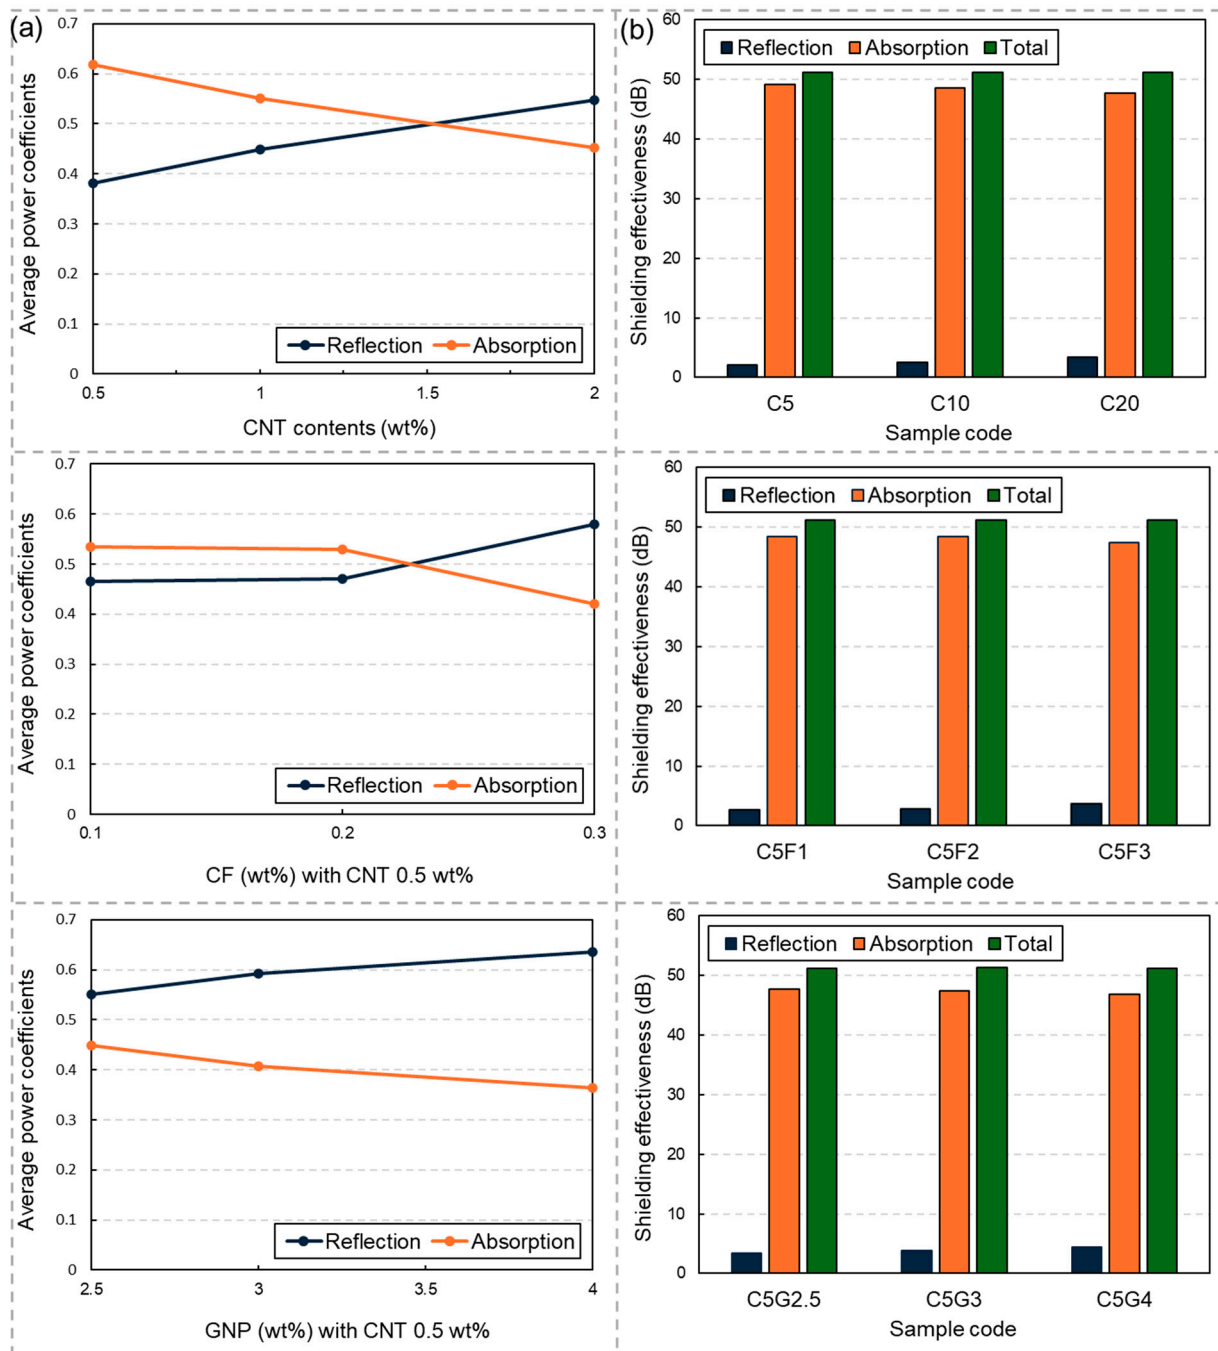 (a)
Average power coefficients
0.7
0.6
0.5
0.4
0.3
0.2
0.1
0
Reflection Absorption
0.5 1 1.5 2
CNT contents (wt%)
(b)
Shielding effectiveness (dB)
60
50
40
30
20
10
0
Reflection Absorption Total
C5 C10 C20
Sample code
Average power coefficients
0.7
0.6
0.5
0.4
0.3
0.2
0.1
0
Reflection Absorption
0.1 0.2 0.3
CF (wt%) with CNT 0.5 wt%
Shielding effectiveness (dB)
60
50
40
30
20
10
0
Reflection Absorption Total
C5F1 C5F2 C5F3
Sample code
Average power coefficients
0.7
0.6
0.5
0.4
0.3
0.2
0.1
0
Reflection Absorption
2.5 3 3.5 4
GNP (wt%) with CNT 0.5 wt%
Shielding effectiveness (dB)
60
50
40
30
20
10
0
Reflection Absorption Total
C5G2.5 C5G3 C5G4
Sample code